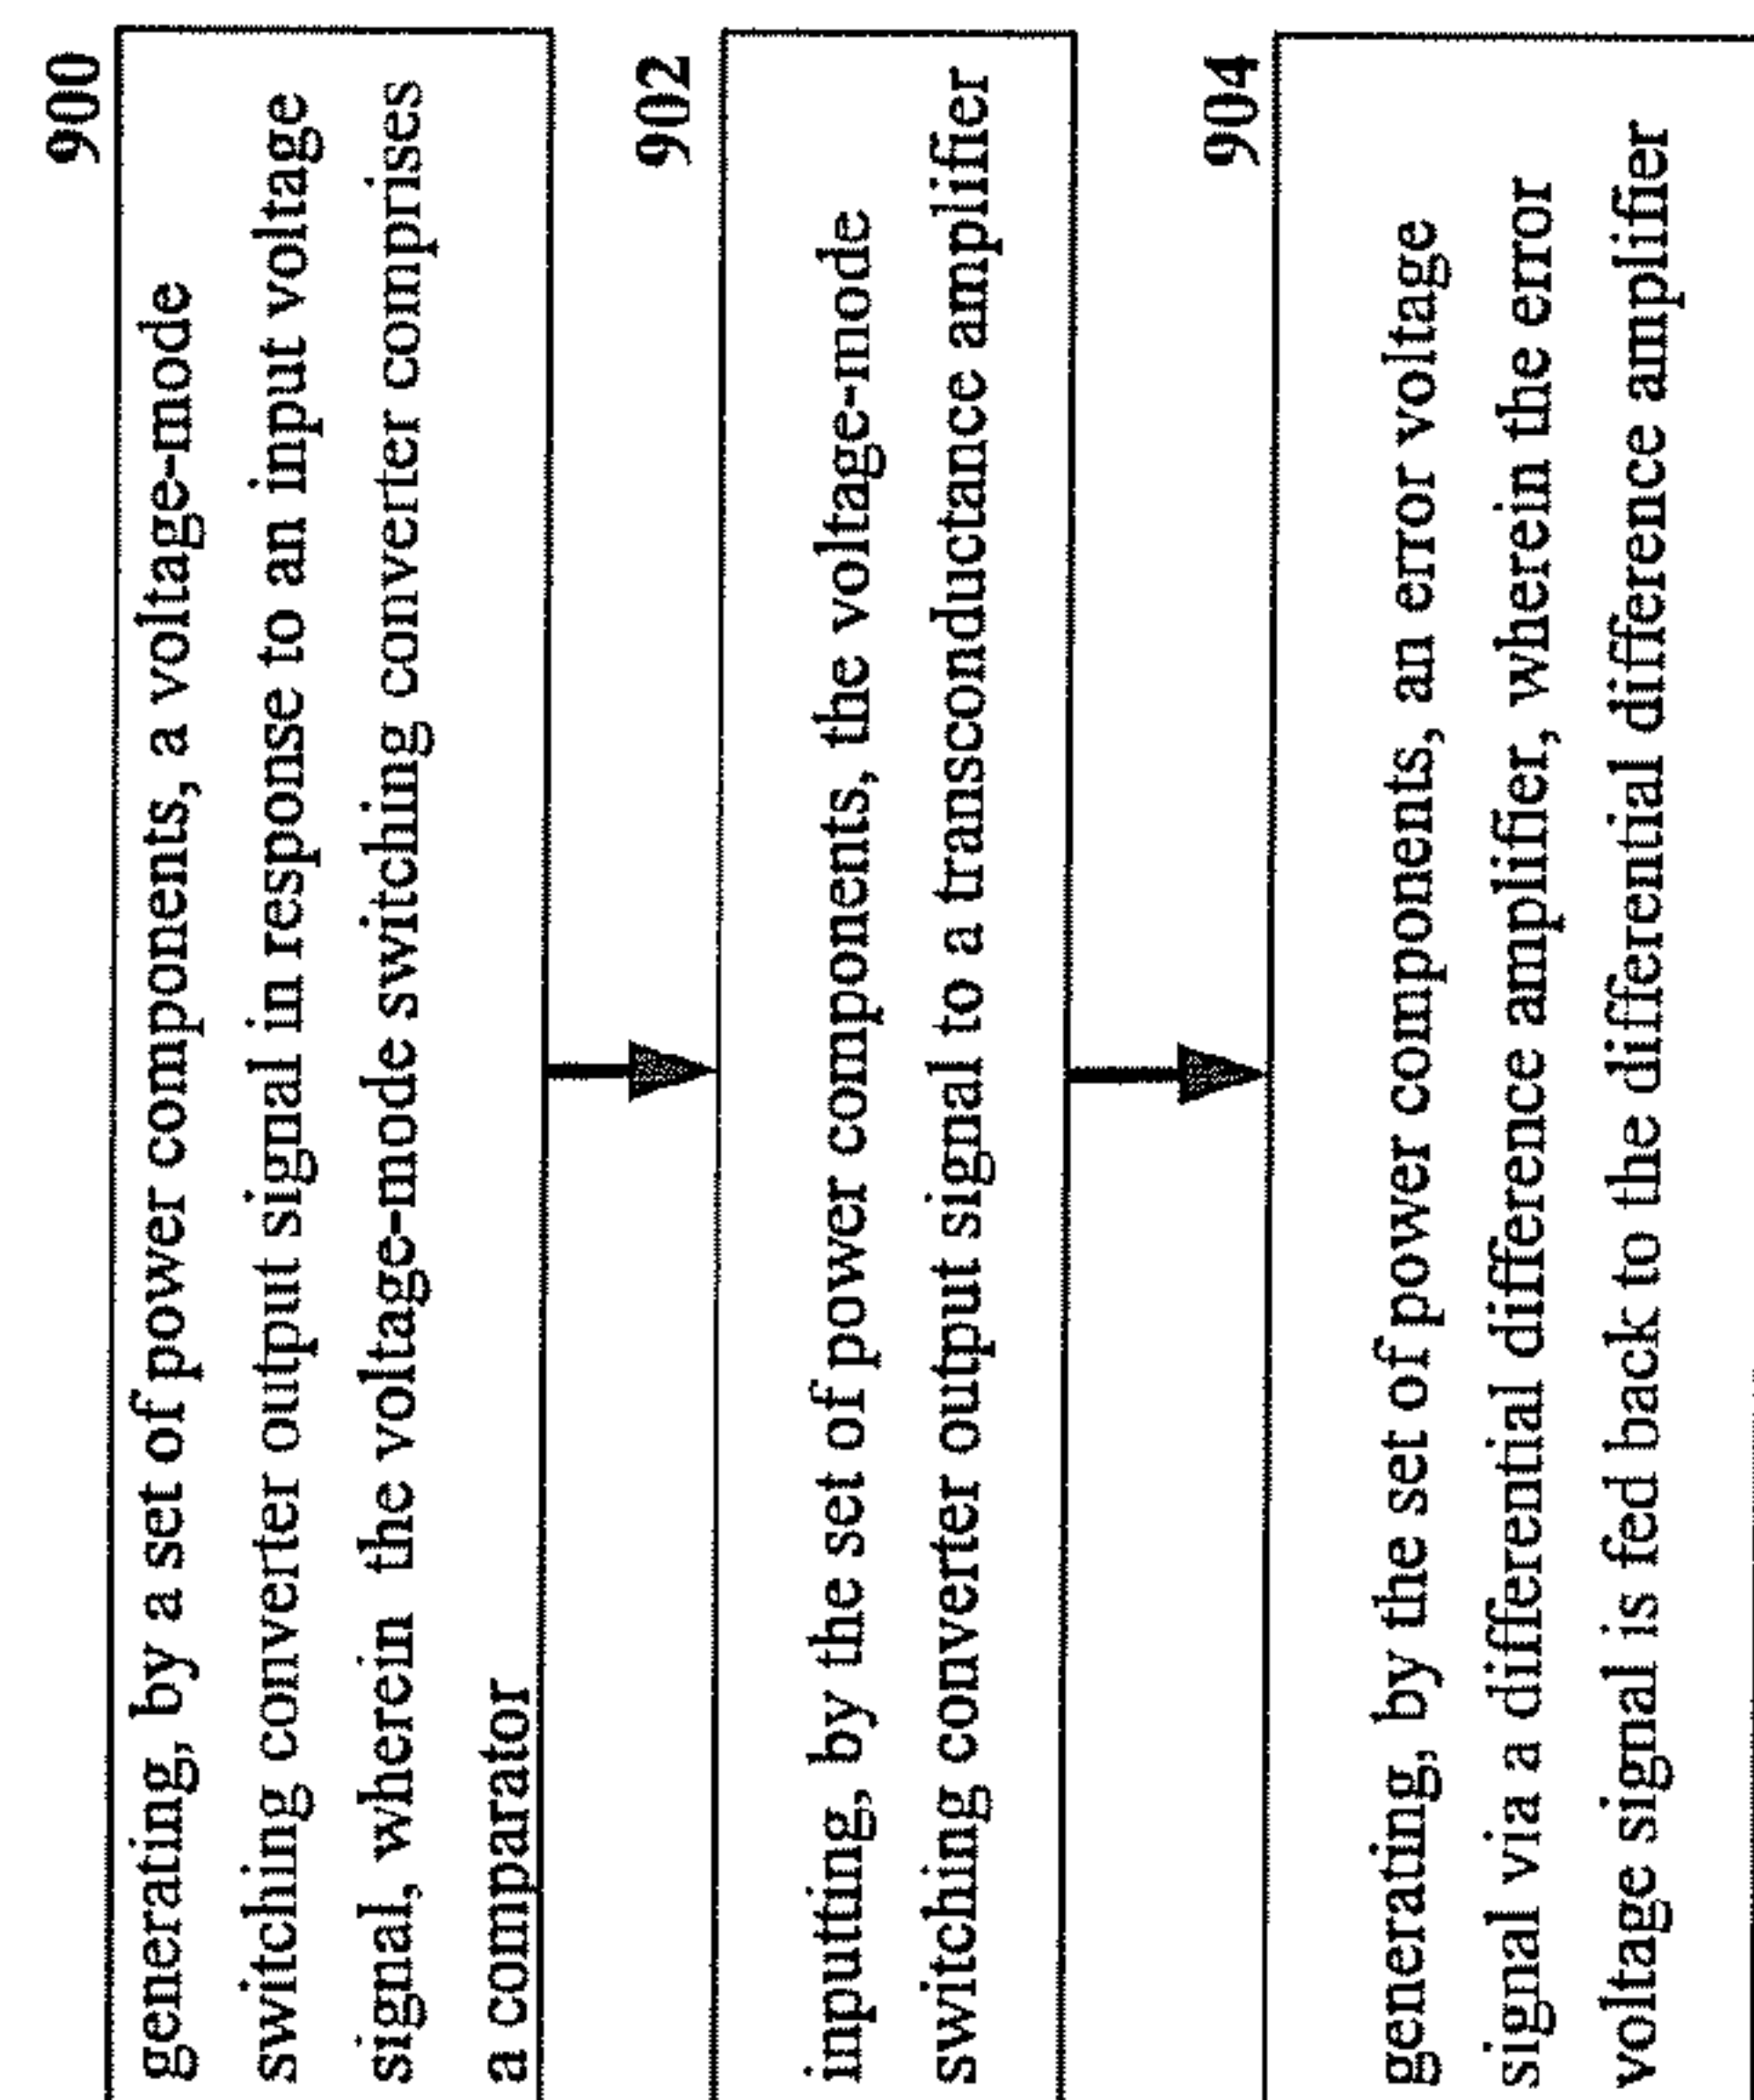 900
generating, by a set of power components, a voltage-mode
switching converter output signal in response to an input voltage
signal, wherein the voltage-mode switching converter comprises
a comparator
902
inputting, by the set of power components, the voltage-mode
switching converter output signal to a transconductance amplifier
904
generating, by the set of power components, an error voltage
signal via a differential difference amplifier, wherein the error
voltage signal is fed back to the differential difference amplifier